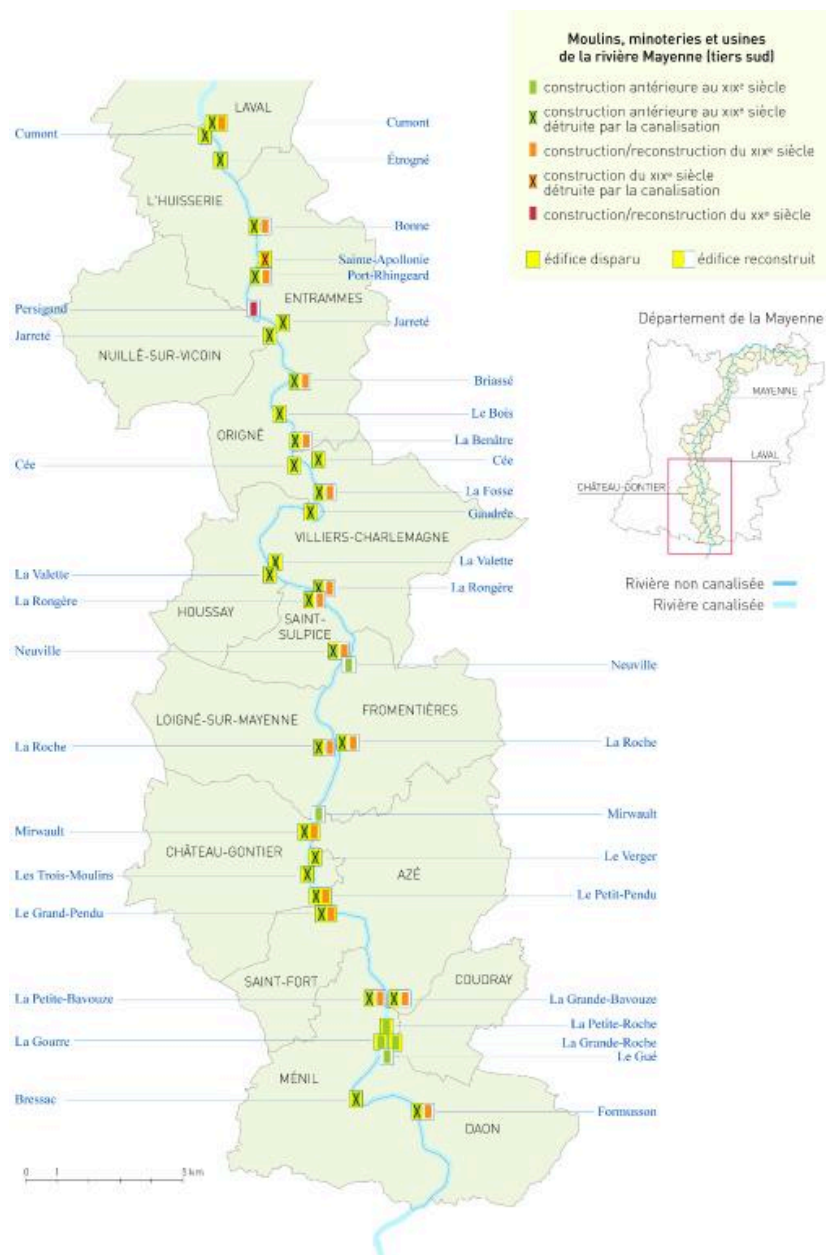 Moulins, minoteries et usines
de la rivière Mayenne (tiers sud)
construction antérieure au XIXe siècle
construction antérieure au XIXe siècle
détruite par la canalisation
construction/reconstruction du XIXe siècle
construction du XIXe siècle
détruite par la canalisation
construction/reconstruction du XXe siècle
édifice disparu
édifice reconstruit
Département de la Mayenne
MAYENNE
LAVAL
CHÂTEAU-GONTIER
Rivière non canalisée
Rivière canalisée
LAVAL
Cumont
Cumont
Étrogné
L'HUISSERIE
Bonne
Sainte-Apollonie
Port-Rhingeard
ENTRAMMES
Persigand
Jarreté
Jarreté
NUILLÉ-SUR-VICOIN
Briassé
Le Bois
ORIGNÉ
La Benâtre
Cée
Cée
La Fosse
Gaudrée
VILLIERS-CHARLEMAGNE
La Valette
La Valette
La Rongère
La Rongère
HOUSSAY
SAINT-
SULPICE
Neuville
Neuville
FROMENTIÈRES
LOIGNÉ-SUR-MAYENNE
La Roche
La Roche
Mirwault
Mirwault
CHÂTEAU-GONTIER
Le Verger
Les Trois-Moulins
AZÉ
Le Petit-Pendu
Le Grand-Pendu
SAINT-FORT
COUDRAY
La Petite-Bavouze
La Grande-Bavouze
La Petite-Roche
La Gourre
La Grande-Roche
Le Gué
MÉNIL
Bressac
Formusson
DAON
0 1 5 km